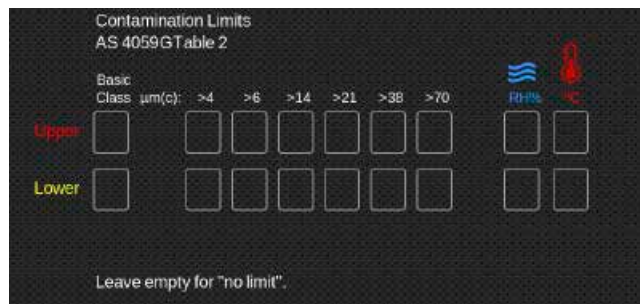 Contamination Limits
AS 4059GTable 2
Basic
Class µm(c): >4 >6 >14 >21 >38 >70 RH% °C
Upper
Lower
Leave empty for "no limit".